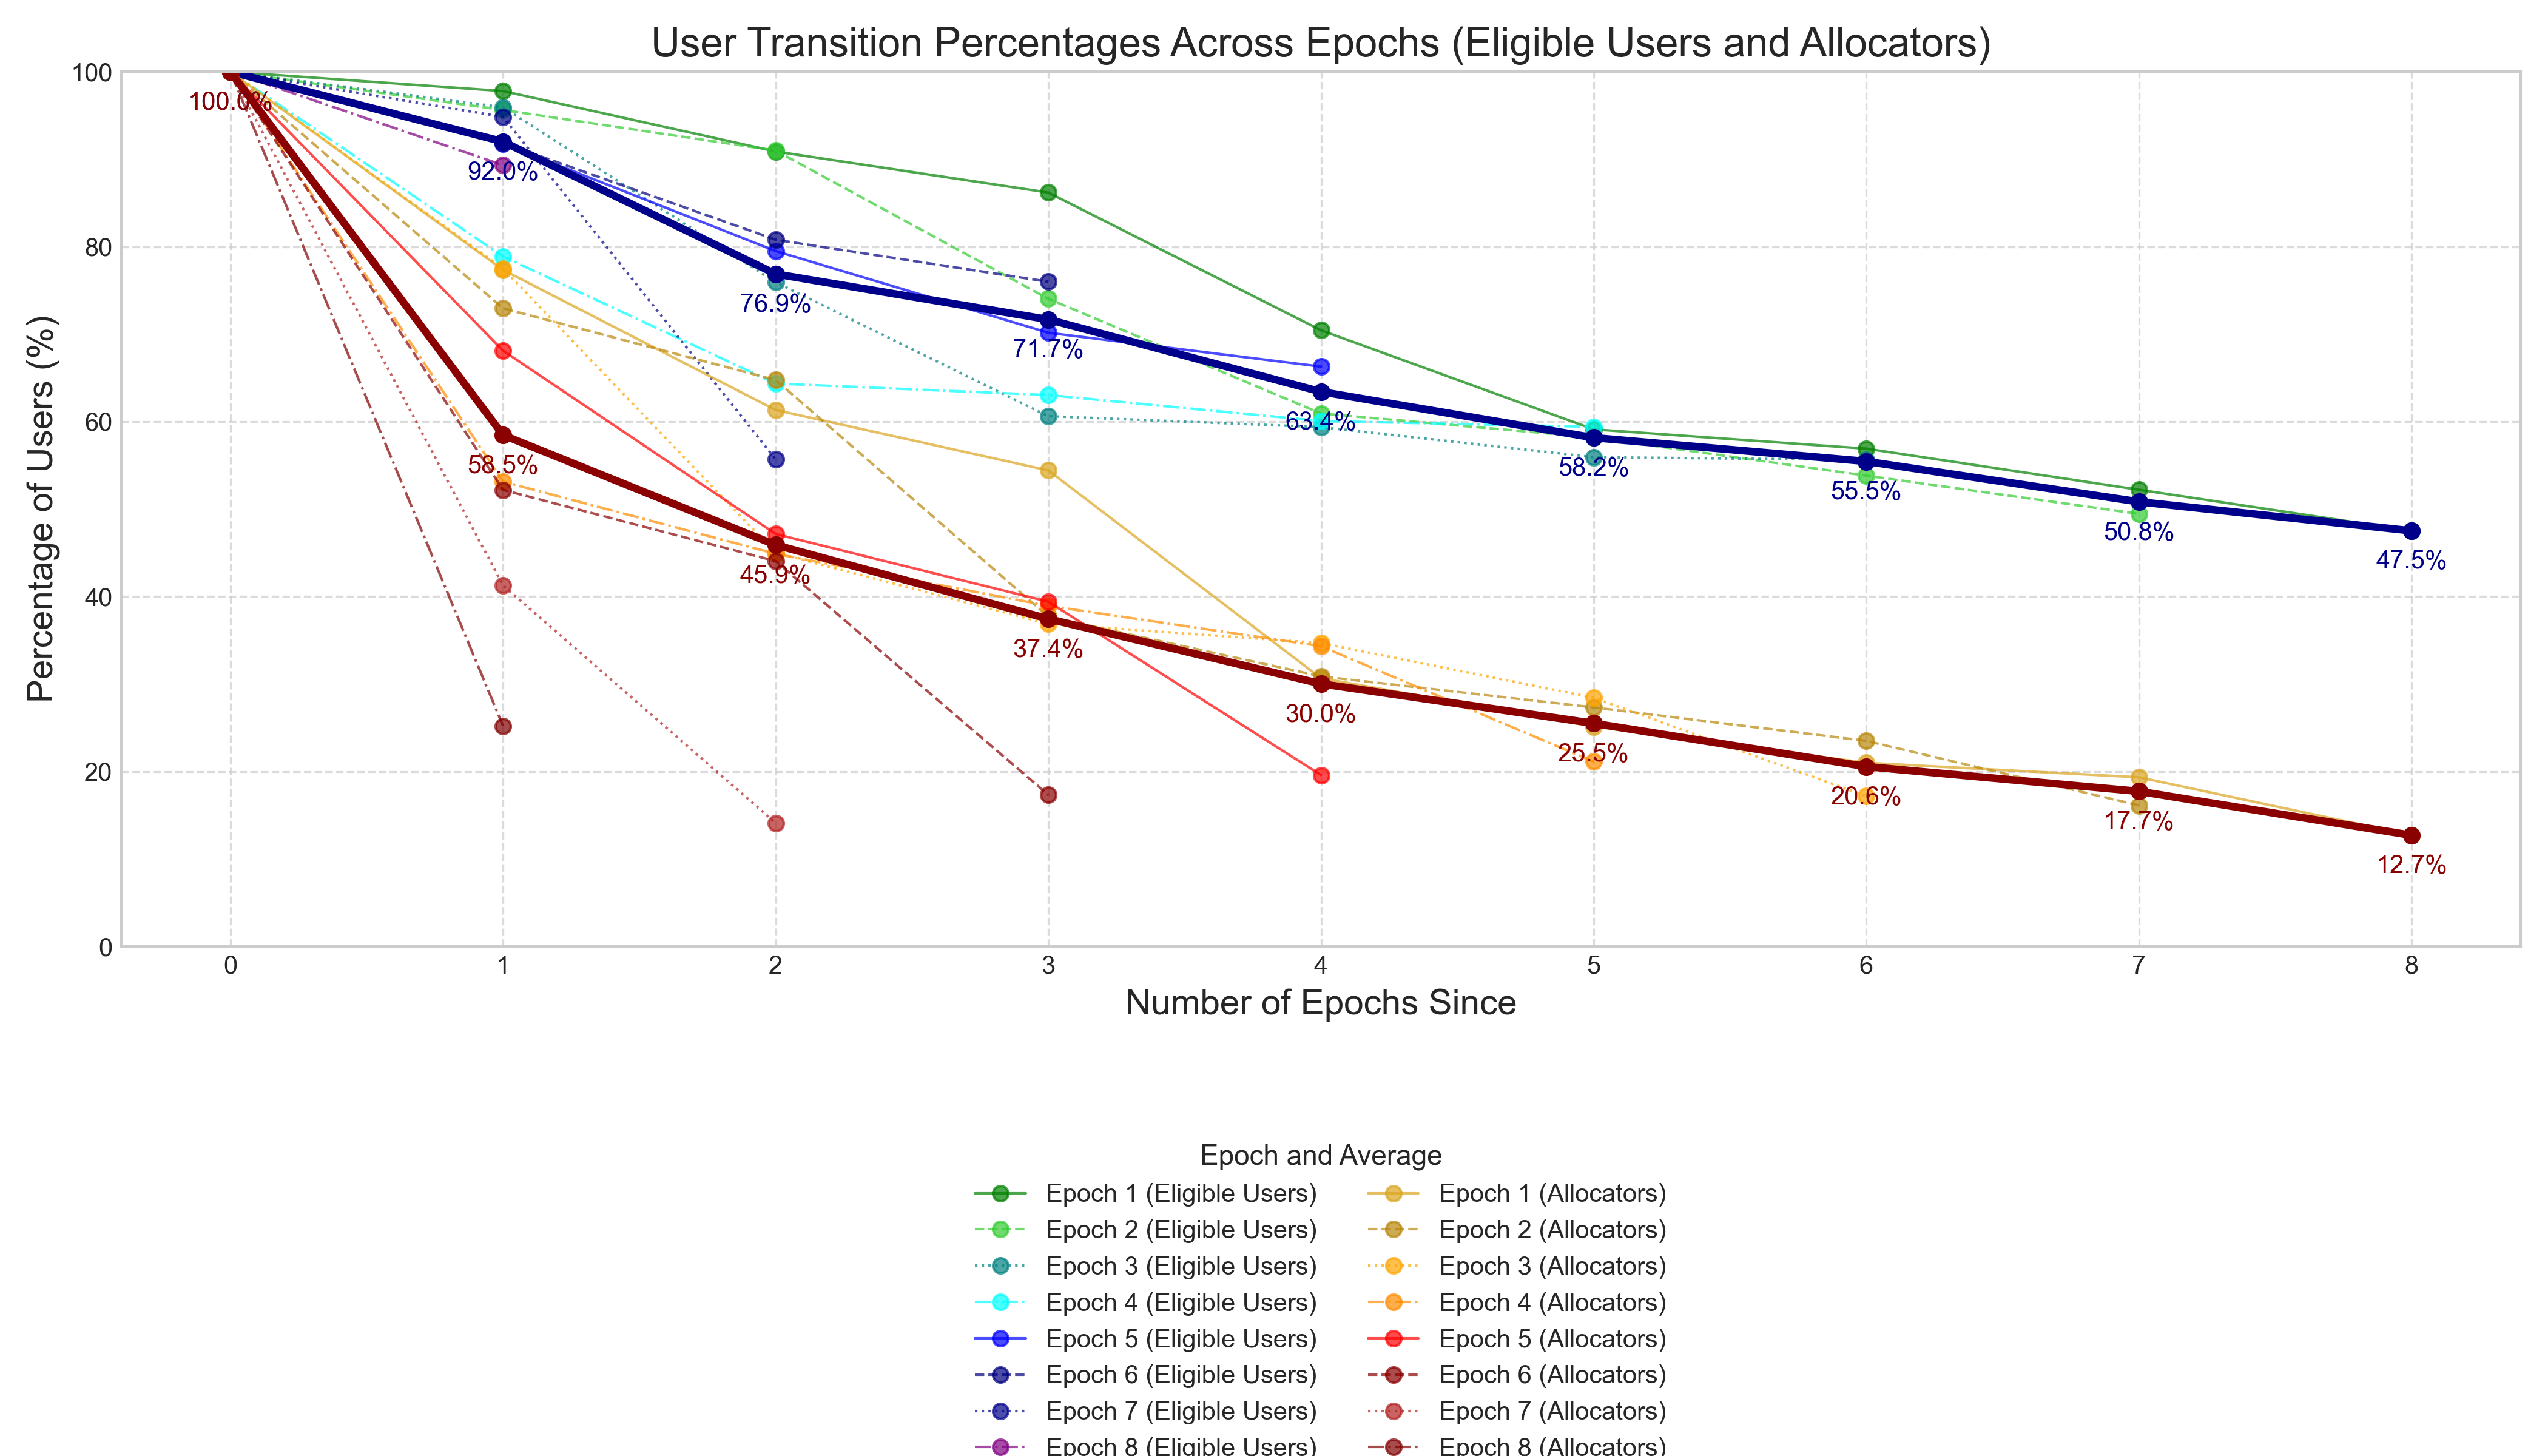 User Transition Percentages Across Epochs (Eligible Users and Allocators)
Percentage of Users (%)
100
80
60
40
20
0
100.0%
92.0%
76.9%
71.7%
63.4%
58.2%
55.5%
50.8%
47.5%
58.5%
45.9%
37.4%
30.0%
25.5%
20.6%
17.7%
12.7%
0 1 2 3 4 5 6 7 8
Number of Epochs Since
Epoch and Average
Epoch 1 (Eligible Users)
Epoch 2 (Eligible Users)
Epoch 3 (Eligible Users)
Epoch 4 (Eligible Users)
Epoch 5 (Eligible Users)
Epoch 6 (Eligible Users)
Epoch 7 (Eligible Users)
Epoch 8 (Eligible Users)
Epoch 1 (Allocators)
Epoch 2 (Allocators)
Epoch 3 (Allocators)
Epoch 4 (Allocators)
Epoch 5 (Allocators)
Epoch 6 (Allocators)
Epoch 7 (Allocators)
Epoch 8 (Allocators)